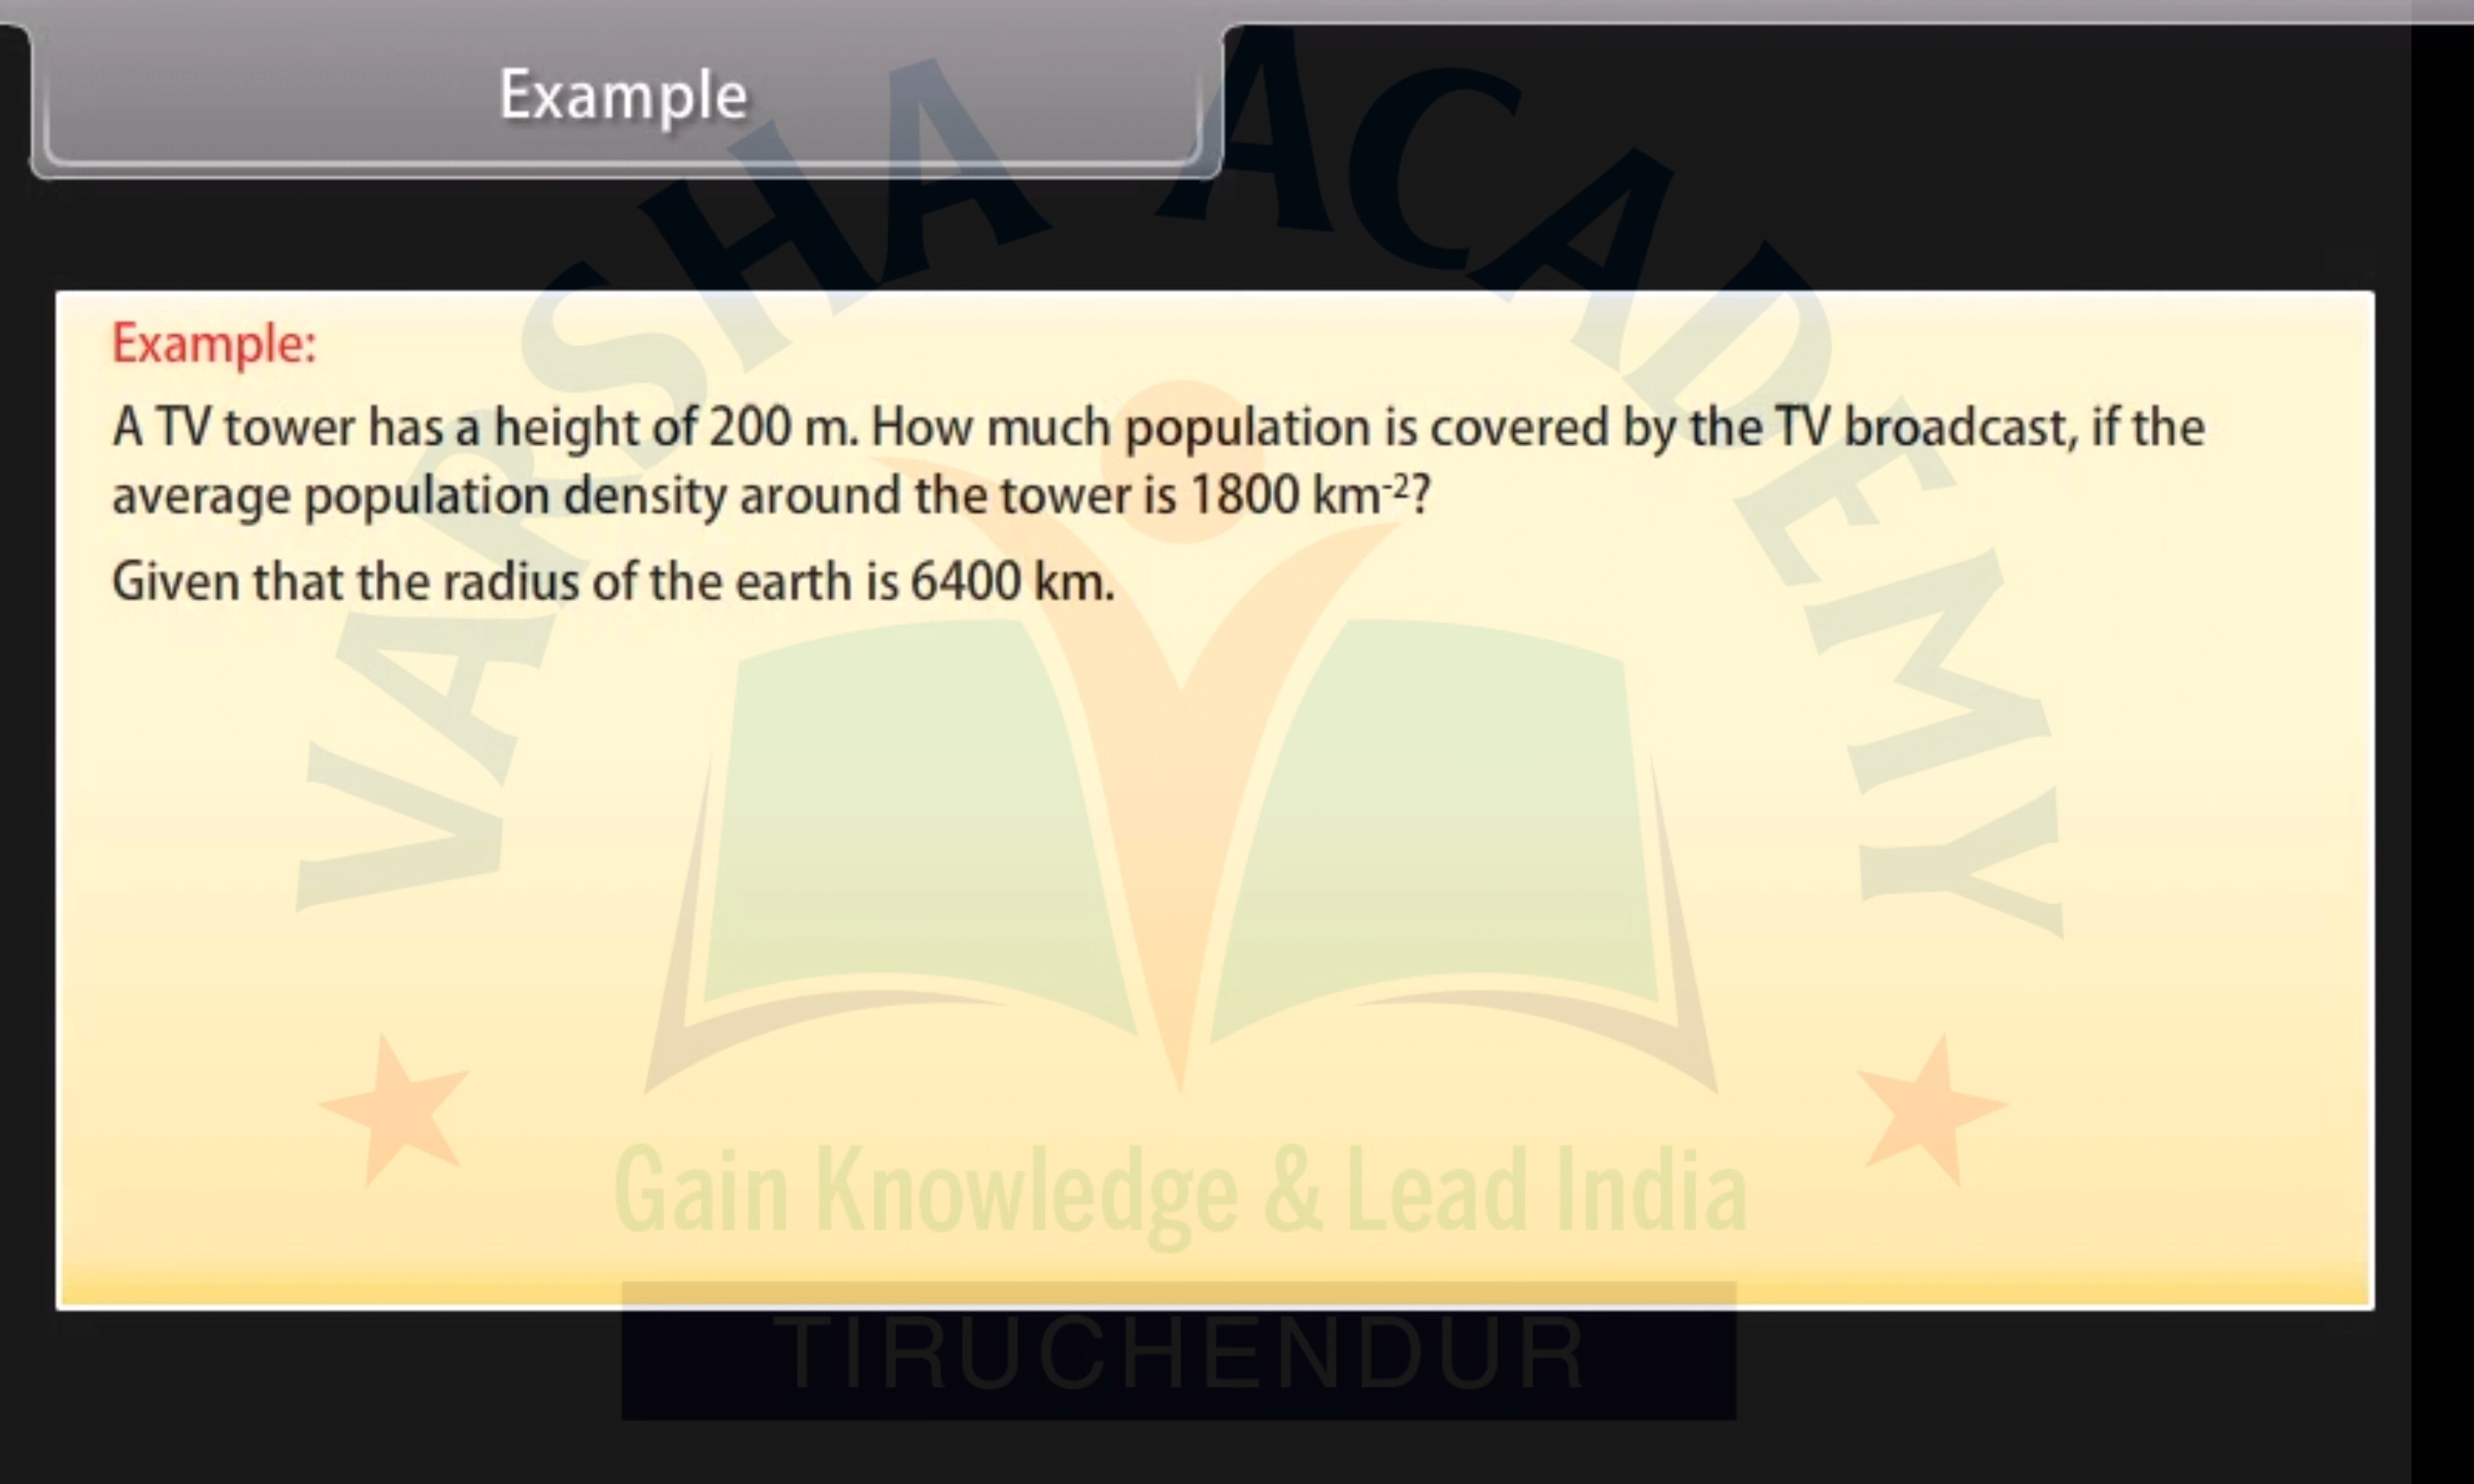 Example
VARSHA ACADEMY
Example:
A TV tower has a height of 200 m. How much population is covered by the TV broadcast, if the
average population density around the tower is 1800 km⁻²?
Given that the radius of the earth is 6400 km.
Gain Knowledge & Lead India
TIRUCHENDUR